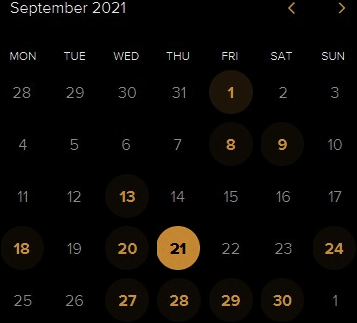 September 2021
MON TUE WED THU FRI SAT SUN
28 29 30 31 1 2 3
4 5 6 7 8 9 10
11 12 13 14 15 16 17
18 19 20 21 22 23 24
25 26 27 28 29 30 1